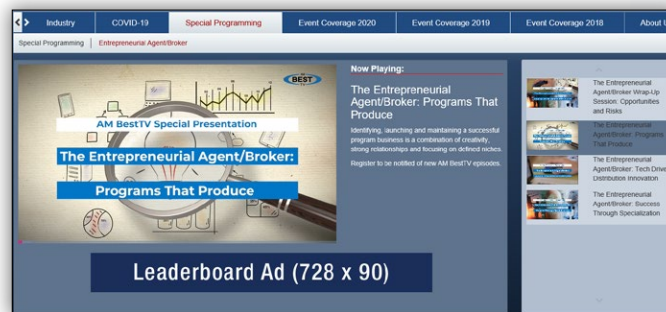 Industry
COVID-19
Special Programming
Event Coverage 2020
Event Coverage 2019
Event Coverage 2018
About U
Special Programming
Entrepreneurial Agent/Broker
BEST
AM BestTV Special Presentation
The Entrepreneurial Agent/Broker:
Programs That Produce
Now Playing:
The Entrepreneurial
Agent/Broker: Programs That
Produce
Identifying, launching and maintaining a successful
program business is a combination of creativity,
strong relationships and focusing on defined niches.
Register to be notified of new AM BestTV episodes.
Leaderboard Ad (728 x 90)
The Entrepreneurial
Agent/Broker Wrap-Up
Session: Opportunities
and Risks
The Entrepreneurial
Agent/Broker: Programs
That Produce
The Entrepreneurial
Agent/Broker: Tech Drive
Distribution Innovation
The Entrepreneurial
Agent/Broker: Success
Through Specialization